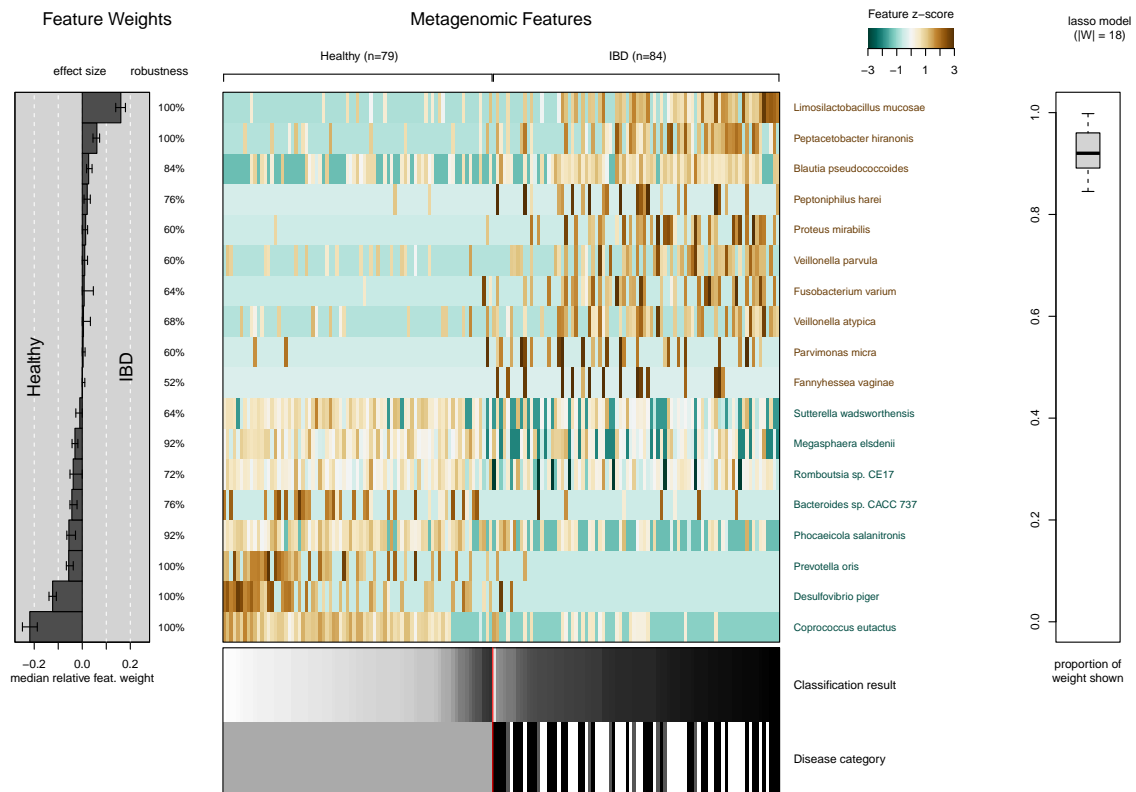 Feature Weights
Metagenomic Features
Feature z−score
−3 −1 1 3
lasso model
(|W| = 18)
Healthy (n=79)
IBD (n=84)
effect size
robustness
100%
100%
84%
76%
60%
60%
64%
68%
60%
52%
64%
92%
72%
76%
92%
100%
100%
100%
Healthy
IBD
−0.2 0.0 0.2
median relative feat. weight
Limosilactobacillus mucosae
Peptacetobacter hiranonis
Blautia pseudococcoides
Peptoniphilus harei
Proteus mirabilis
Veillonella parvula
Fusobacterium varium
Veillonella atypica
Parvimonas micra
Fannyhessea vaginae
Sutterella wadsworthensis
Megasphaera elsdenii
Romboutsia sp. CE17
Bacteroides sp. CACC 737
Phocaeicola salanitronis
Prevotella oris
Desulfovibrio piger
Coprococcus eutactus
Classification result
Disease category
1.0
0.8
0.6
0.4
0.2
0.0
proportion of
weight shown